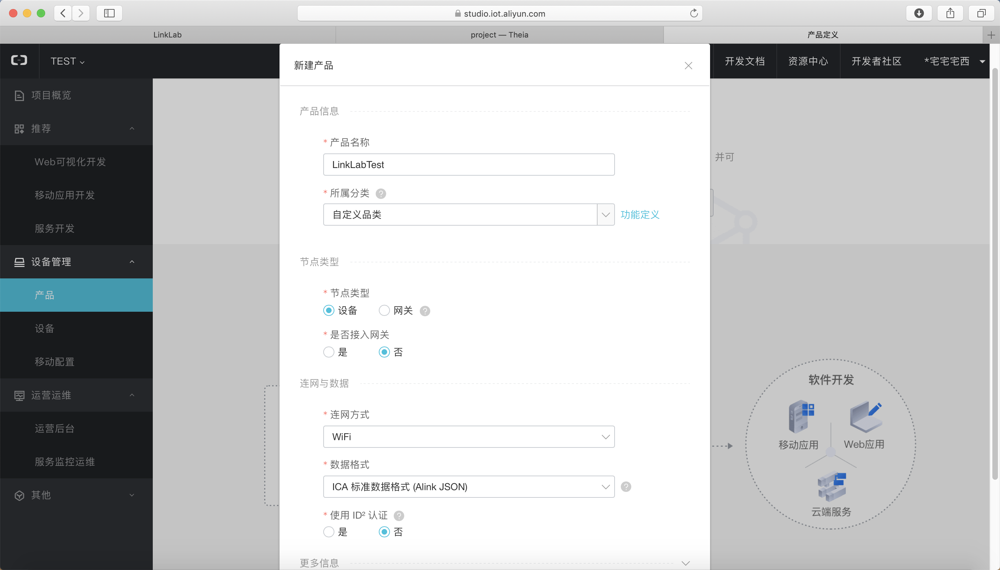 studio.iot.aliyun.com
LinkLab
project — Theia
产品定义
TEST
开发文档
资源中心
开发者社区
*宅宅宅西
项目概览
推荐
Web可视化开发
移动应用开发
服务开发
设备管理
产品
设备
移动配置
运营运维
运营后台
服务监控运维
其他
新建产品
产品信息
* 产品名称
LinkLabTest
* 所属分类 ?
自定义品类
功能定义
节点类型
* 节点类型
设备 网关 ?
* 是否接入网关
是 否
连网与数据
* 连网方式
WiFi
* 数据格式
ICA 标准数据格式 (Alink JSON) ?
* 使用 ID² 认证 ?
是 否
更多信息
并可
软件开发
移动应用
Web应用
云端服务